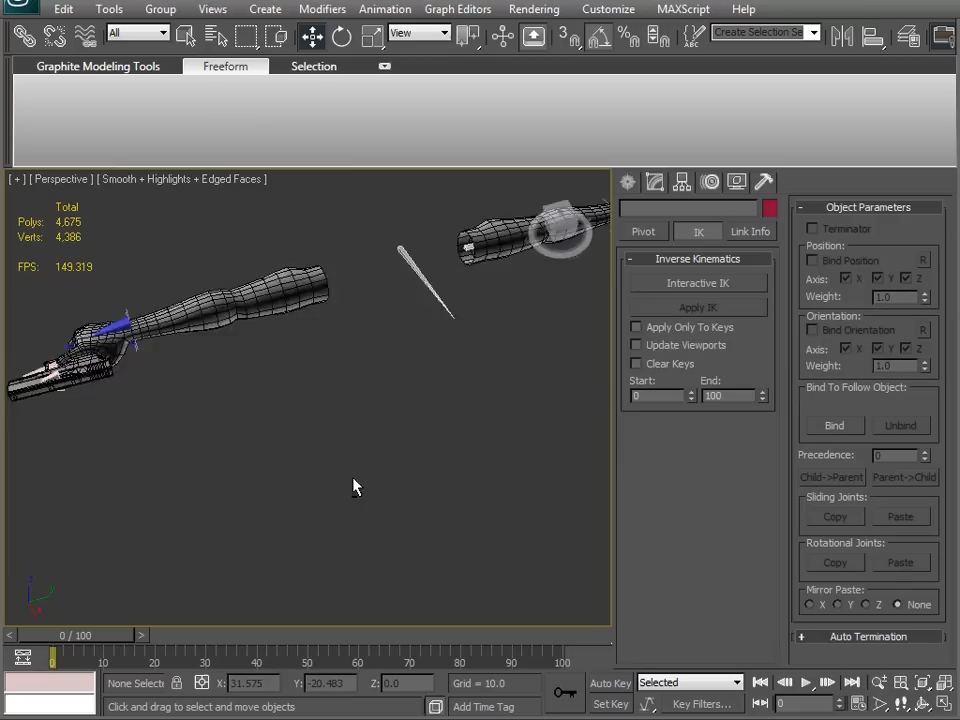 Edit Tools Group Views Create Modifiers Animation Graph Editors Rendering Customize MAXScript Help
All View 3 Create Selection Se
Graphite Modeling Tools Freeform Selection
[ + ] [ Perspective ] [ Smooth + Highlights + Edged Faces ]
Total
Polys: 4,675
Verts: 4,386
FPS: 149.319
Pivot IK Link Info
- Inverse Kinematics
Interactive IK
Apply IK
Apply Only To Keys
Update Viewports
Clear Keys
Start: End:
0 100
- Object Parameters
Terminator
Position:
Bind Position R
Axis: X Y Z
Weight: 1.0
Orientation:
Bind Orientation R
Axis: X Y Z
Weight: 1.0
Bind To Follow Object:
Bind Unbind
Precedence: 0
Child->Parent Parent->Child
Sliding Joints:
Copy Paste
Rotational Joints:
Copy Paste
Mirror Paste:
X Y Z None
+ Auto Termination
< 0 / 100 >
0 10 20 30 40 50 60 70 80 90 100
None Selecte X: 31.575 Y: -20.483 Z: 0.0 Grid = 10.0 Auto Key Selected
Click and drag to select and move objects Add Time Tag Set Key Key Filters... 0